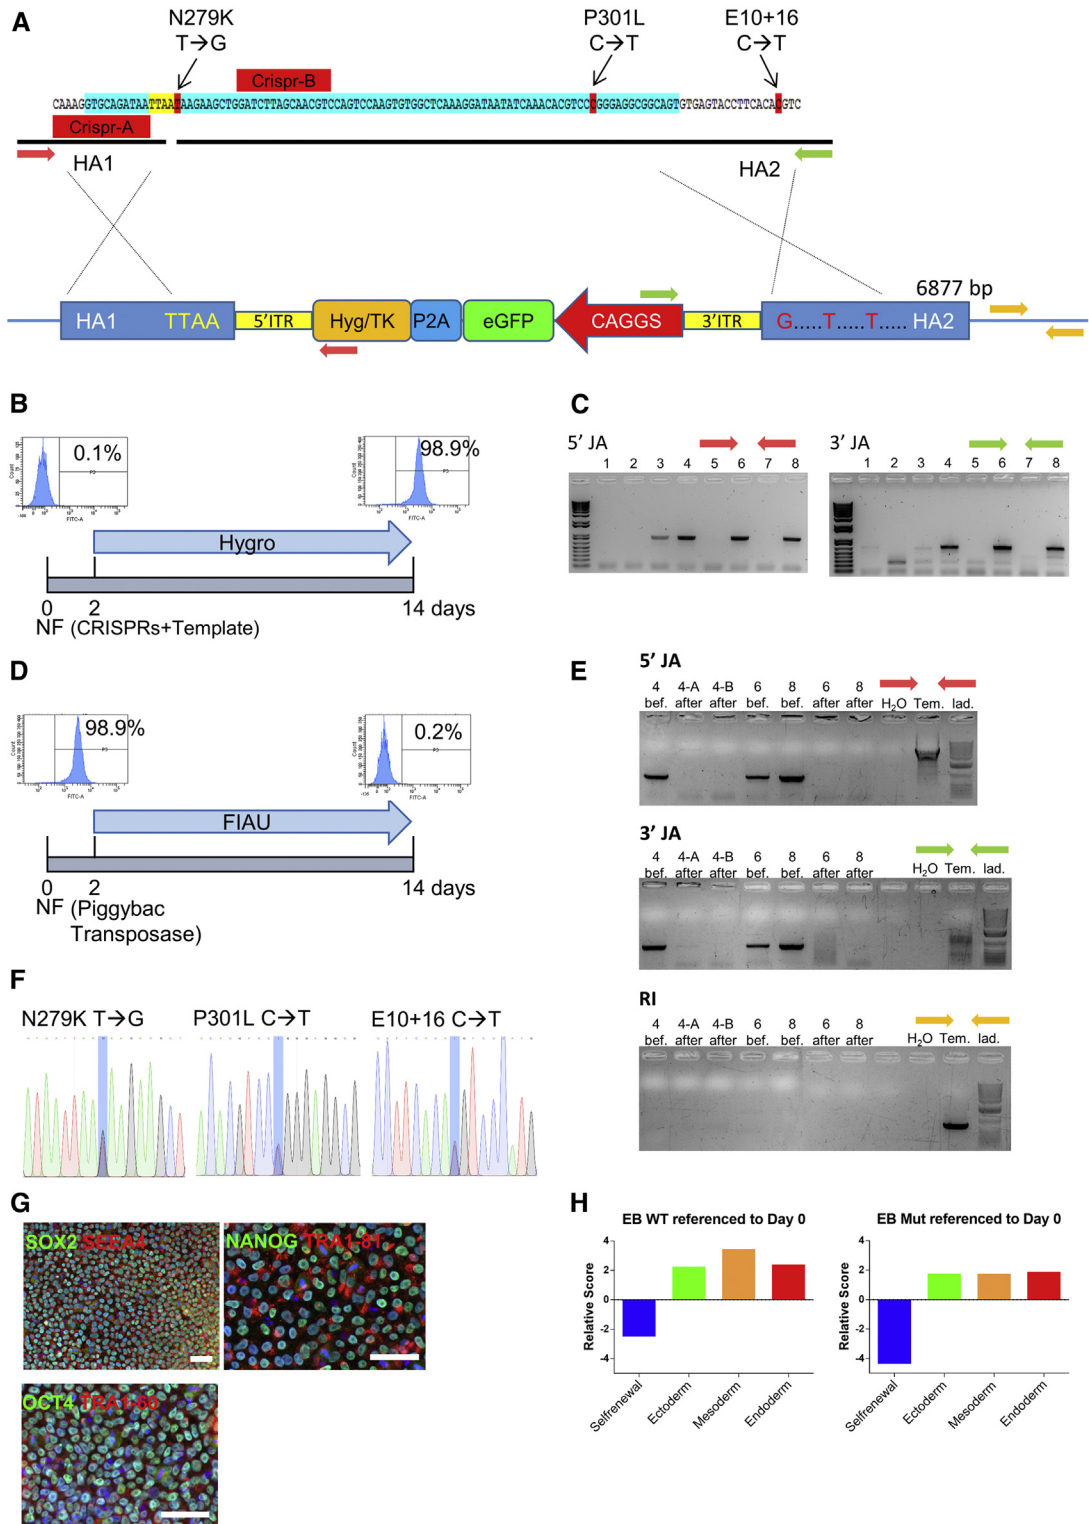 A
N279K
T→G
P301L
C→T
E10+16
C→T
Crispr-B
CAAAGGTGCAGATAATTAATAAGAAGCTGGATCTTAGCAACGTCCAGTCCAAGTGTGGCTCAAAGGATAATATCAAACACGTCCCGGGAGGCGGCAGTGTGAGTACCTTCACACGTC
Crispr-A
HA1
HA2
6877 bp
HA1 TTAA 5'ITR Hyg/TK P2A eGFP CAGGS 3'ITR G.....T.....T..... HA2
B
0.1%
98.9%
Count
P3
FITC-A
Hygro
0 2 14 days
NF (CRISPRs+Template)
C
5' JA
1 2 3 4 5 6 7 8
3' JA
1 2 3 4 5 6 7 8
D
98.9%
0.2%
Count
P3
FITC-A
FIAU
0 2 14 days
NF (Piggybac
Transposase)
E
5' JA
4 4-A 4-B 6 8 6 8
bef. after after bef. bef. after after H2O Tem. lad.
3' JA
4 4-A 4-B 6 8 6 8
bef. after after bef. bef. after after H2O Tem. lad.
RI
4 4-A 4-B 6 8 6 8
bef. after after bef. bef. after after H2O Tem. lad.
F
N279K T→G
P301L C→T
E10+16 C→T
G
SOX2 SEEA4
NANOG TRA1-81
OCT4 TRA1-60
H
EB WT referenced to Day 0
Relative Score
4
2
0
-2
-4
Selfrenewal
Ectoderm
Mesoderm
Endoderm
EB Mut referenced to Day 0
Relative Score
4
2
0
-2
-4
Selfrenewal
Ectoderm
Mesoderm
Endoderm